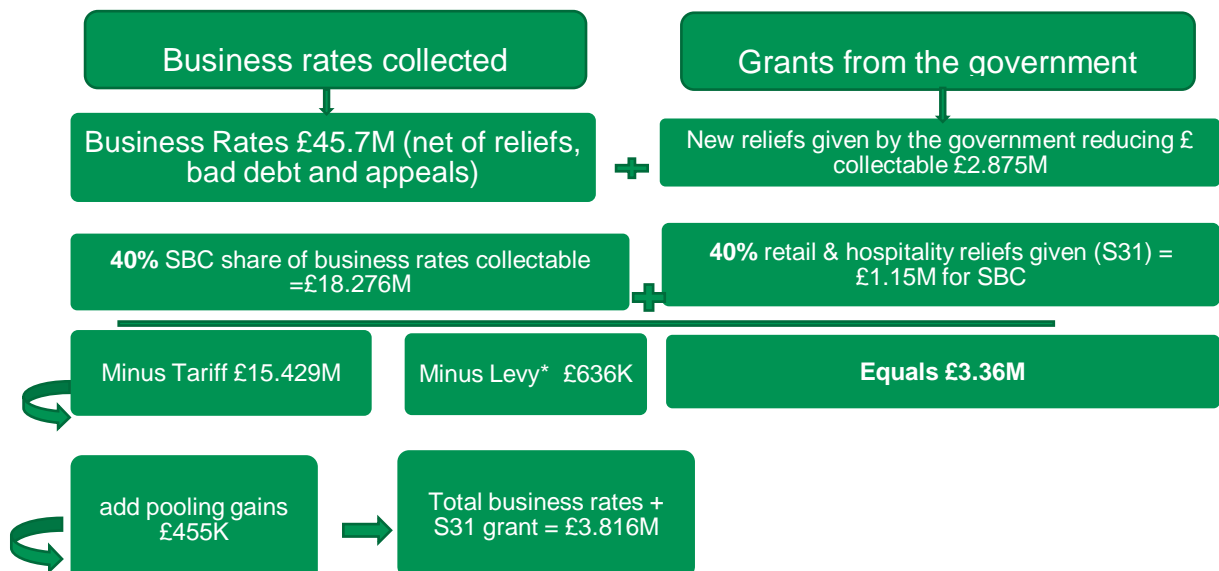 Business rates collected
Grants from the government
Business Rates £45.7M (net of reliefs,
bad debt and appeals)
New reliefs given by the government reducing £
collectable £2.875M
40% SBC share of business rates collectable
=£18.276M
40% retail & hospitality reliefs given (S31) =
£1.15M for SBC
Minus Tariff £15.429M
Minus Levy* £636K
Equals £3.36M
add pooling gains
£455K
Total business rates +
S31 grant = £3.816M